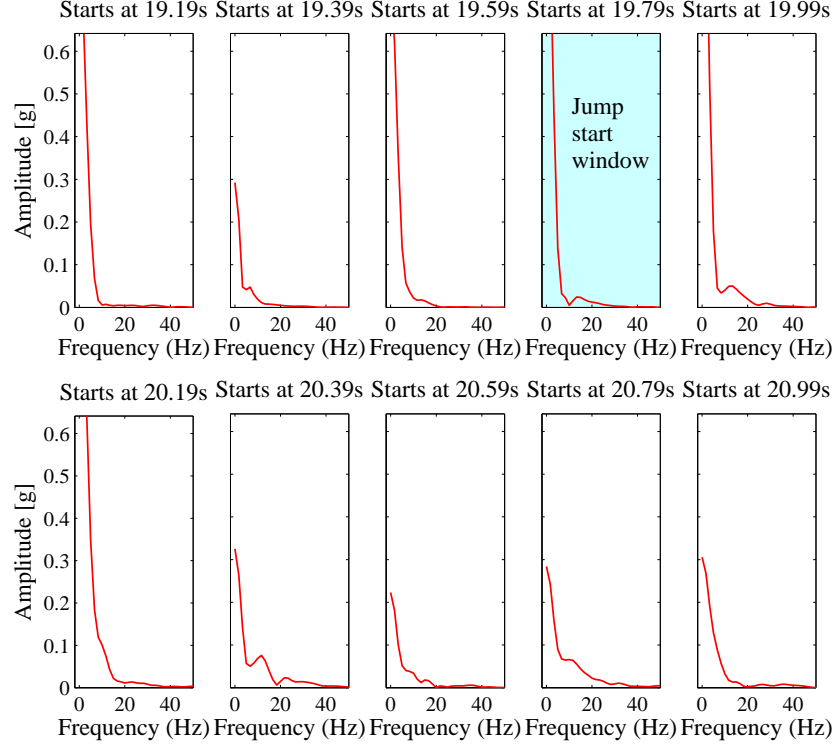 Starts at 19.19s Starts at 19.39s Starts at 19.59s Starts at 19.79s Starts at 19.99s
0.6
0.5
0.4
0.3
0.2
0.1
0
Amplitude [g]
Jump
start
window
0 20 40 0 20 40 0 20 40 0 20 40 0 20 40
Frequency (Hz) Frequency (Hz) Frequency (Hz) Frequency (Hz) Frequency (Hz)
Starts at 20.19s Starts at 20.39s Starts at 20.59s Starts at 20.79s Starts at 20.99s
0.6
0.5
0.4
0.3
0.2
0.1
0
Amplitude [g]
0 20 40 0 20 40 0 20 40 0 20 40 0 20 40
Frequency (Hz) Frequency (Hz) Frequency (Hz) Frequency (Hz) Frequency (Hz)